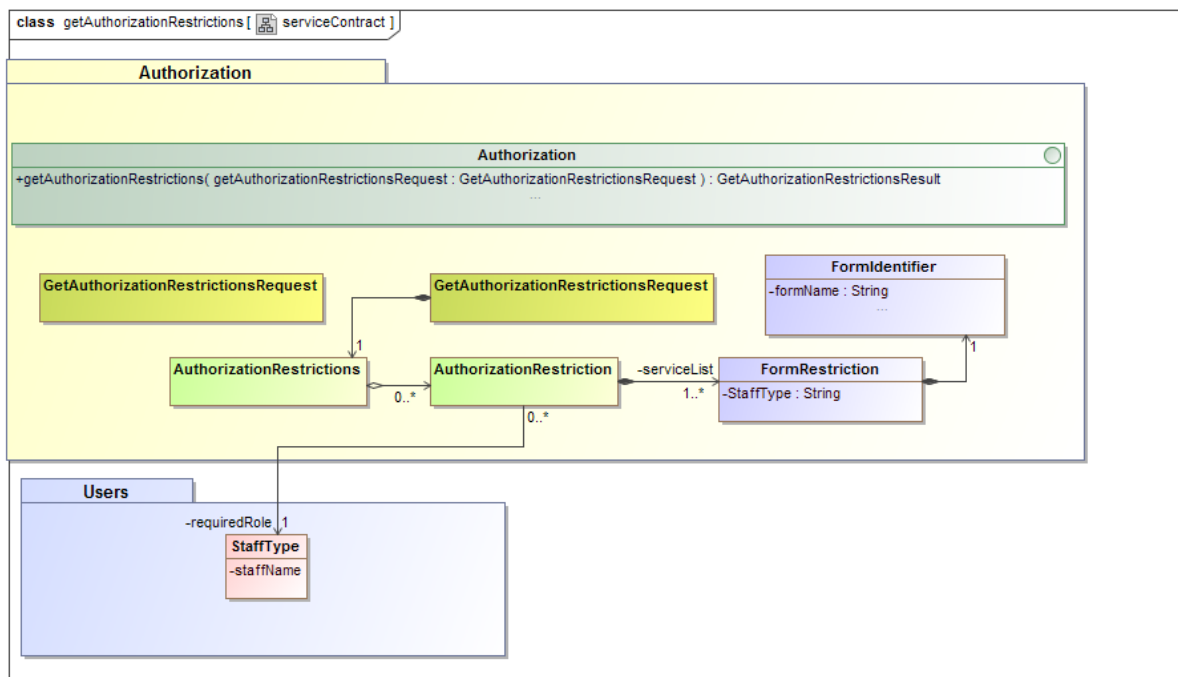 class getAuthorizationRestrictions [ serviceContract ]
Authorization
Authorization
+getAuthorizationRestrictions( getAuthorizationRestrictionsRequest : GetAuthorizationRestrictionsRequest ) : GetAuthorizationRestrictionsResult
...
GetAuthorizationRestrictionsRequest
GetAuthorizationRestrictionsRequest
FormIdentifier
-formName : String
...
1
1
AuthorizationRestrictions
0..*
AuthorizationRestriction
-serviceList
1..*
FormRestriction
-StaffType : String
0..*
Users
-requiredRole
1
StaffType
-staffName